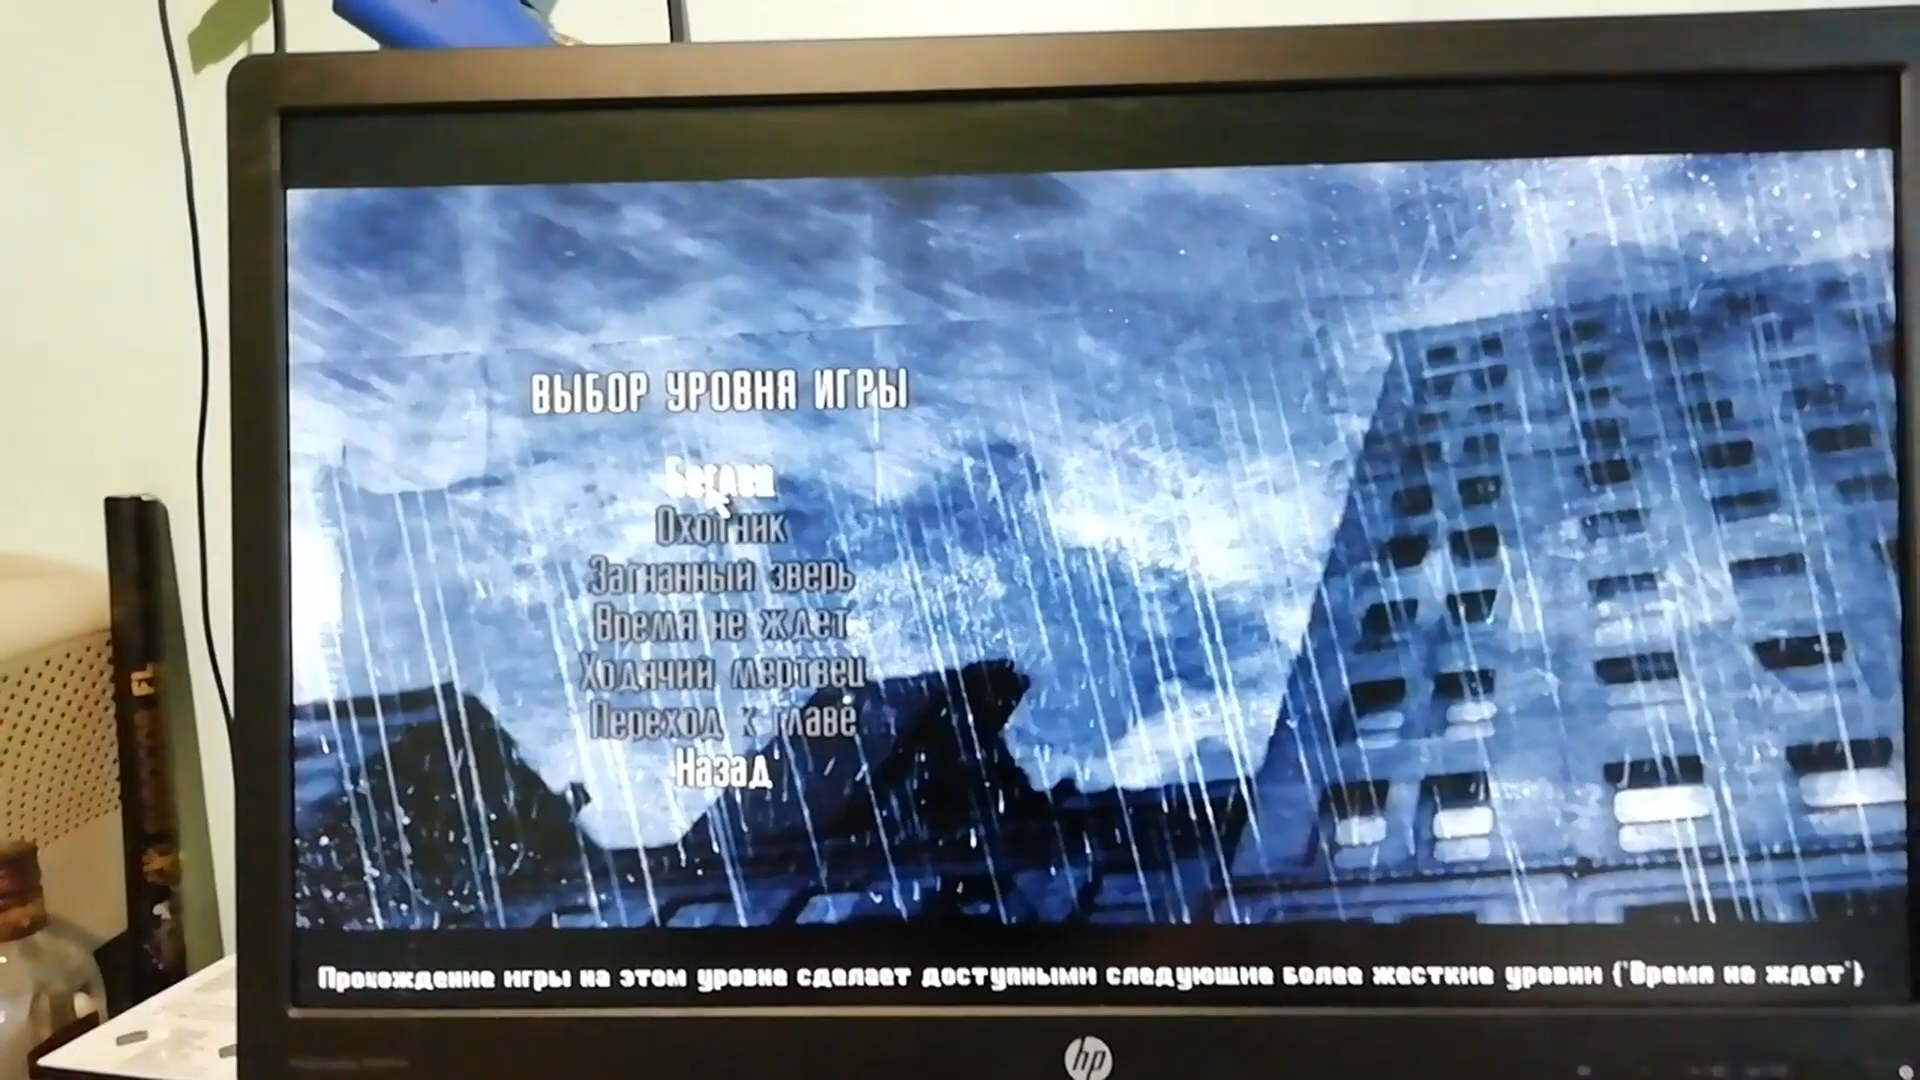 ВЫБОР УРОВНЯ ИГРЫ
Беглец
Охотник
Загнанный зверь
Время не ждет
Ходячий мертвец
Переход к главе
Назад
Прохождение игры на этом уровне сделает доступными следующие более жесткие уровни ("Время не ждет")
hp